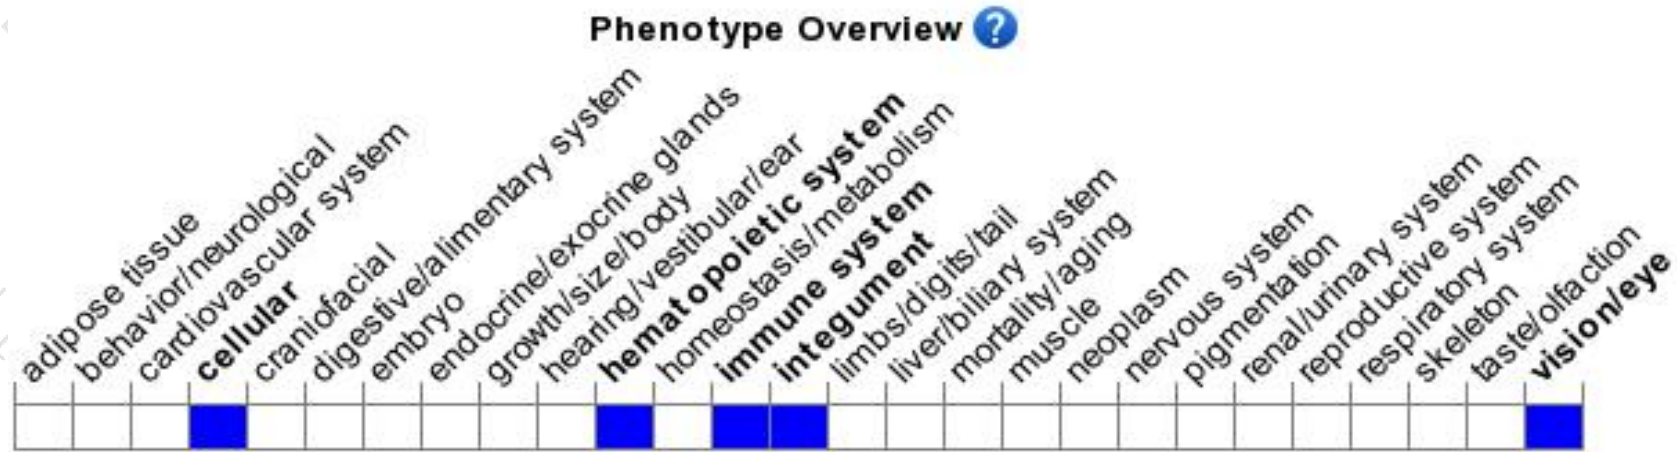 Phenotype Overview ?
adipose tissue
behavior/neurological
cardiovascular system
cellular
craniofacial
digestive/alimentary system
embryo
endocrine/exocrine glands
growth/size/body
hearing/vestibular/ear
hematopoietic system
homeostasis/metabolism
immune system
integument
limbs/digits/tail
liver/biliary system
mortality/aging
muscle
neoplasm
nervous system
pigmentation
renal/urinary system
reproductive system
respiratory system
skeleton
taste/olfaction
vision/eye